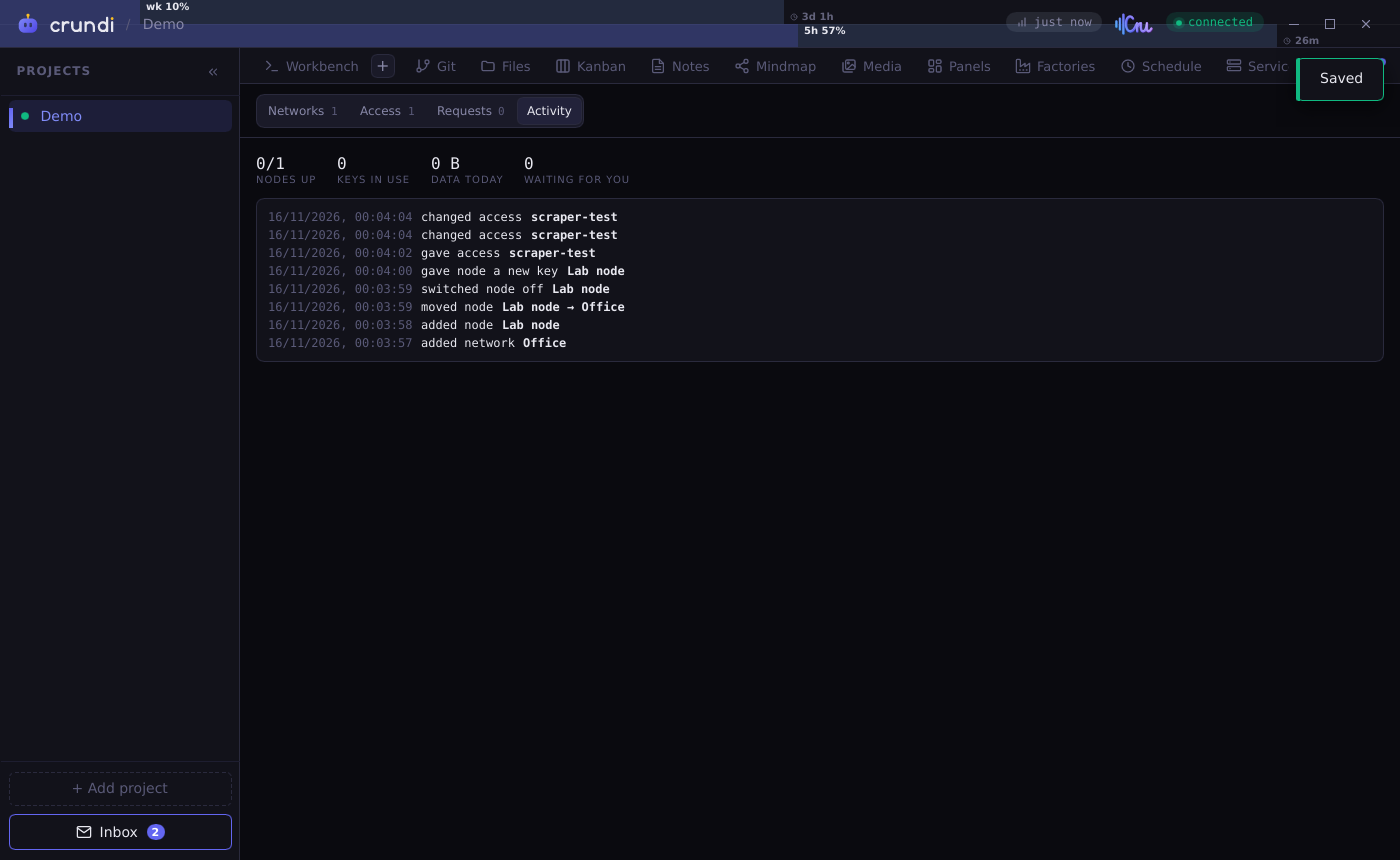 wk 10%
crundi / Demo
3d 1h
5h 57%
just now
Cru
connected
26m
PROJECTS «
Workbench + Git Files Kanban Notes Mindmap Media Panels Factories Schedule Servic
Saved
Demo
Networks 1 Access 1 Requests 0 Activity
0/1 0 0 B 0
NODES UP KEYS IN USE DATA TODAY WAITING FOR YOU
16/11/2026, 00:04:04 changed access scraper-test
16/11/2026, 00:04:04 changed access scraper-test
16/11/2026, 00:04:02 gave access scraper-test
16/11/2026, 00:04:00 gave node a new key Lab node
16/11/2026, 00:03:59 switched node off Lab node
16/11/2026, 00:03:59 moved node Lab node → Office
16/11/2026, 00:03:58 added node Lab node
16/11/2026, 00:03:57 added network Office
+ Add project
Inbox 2